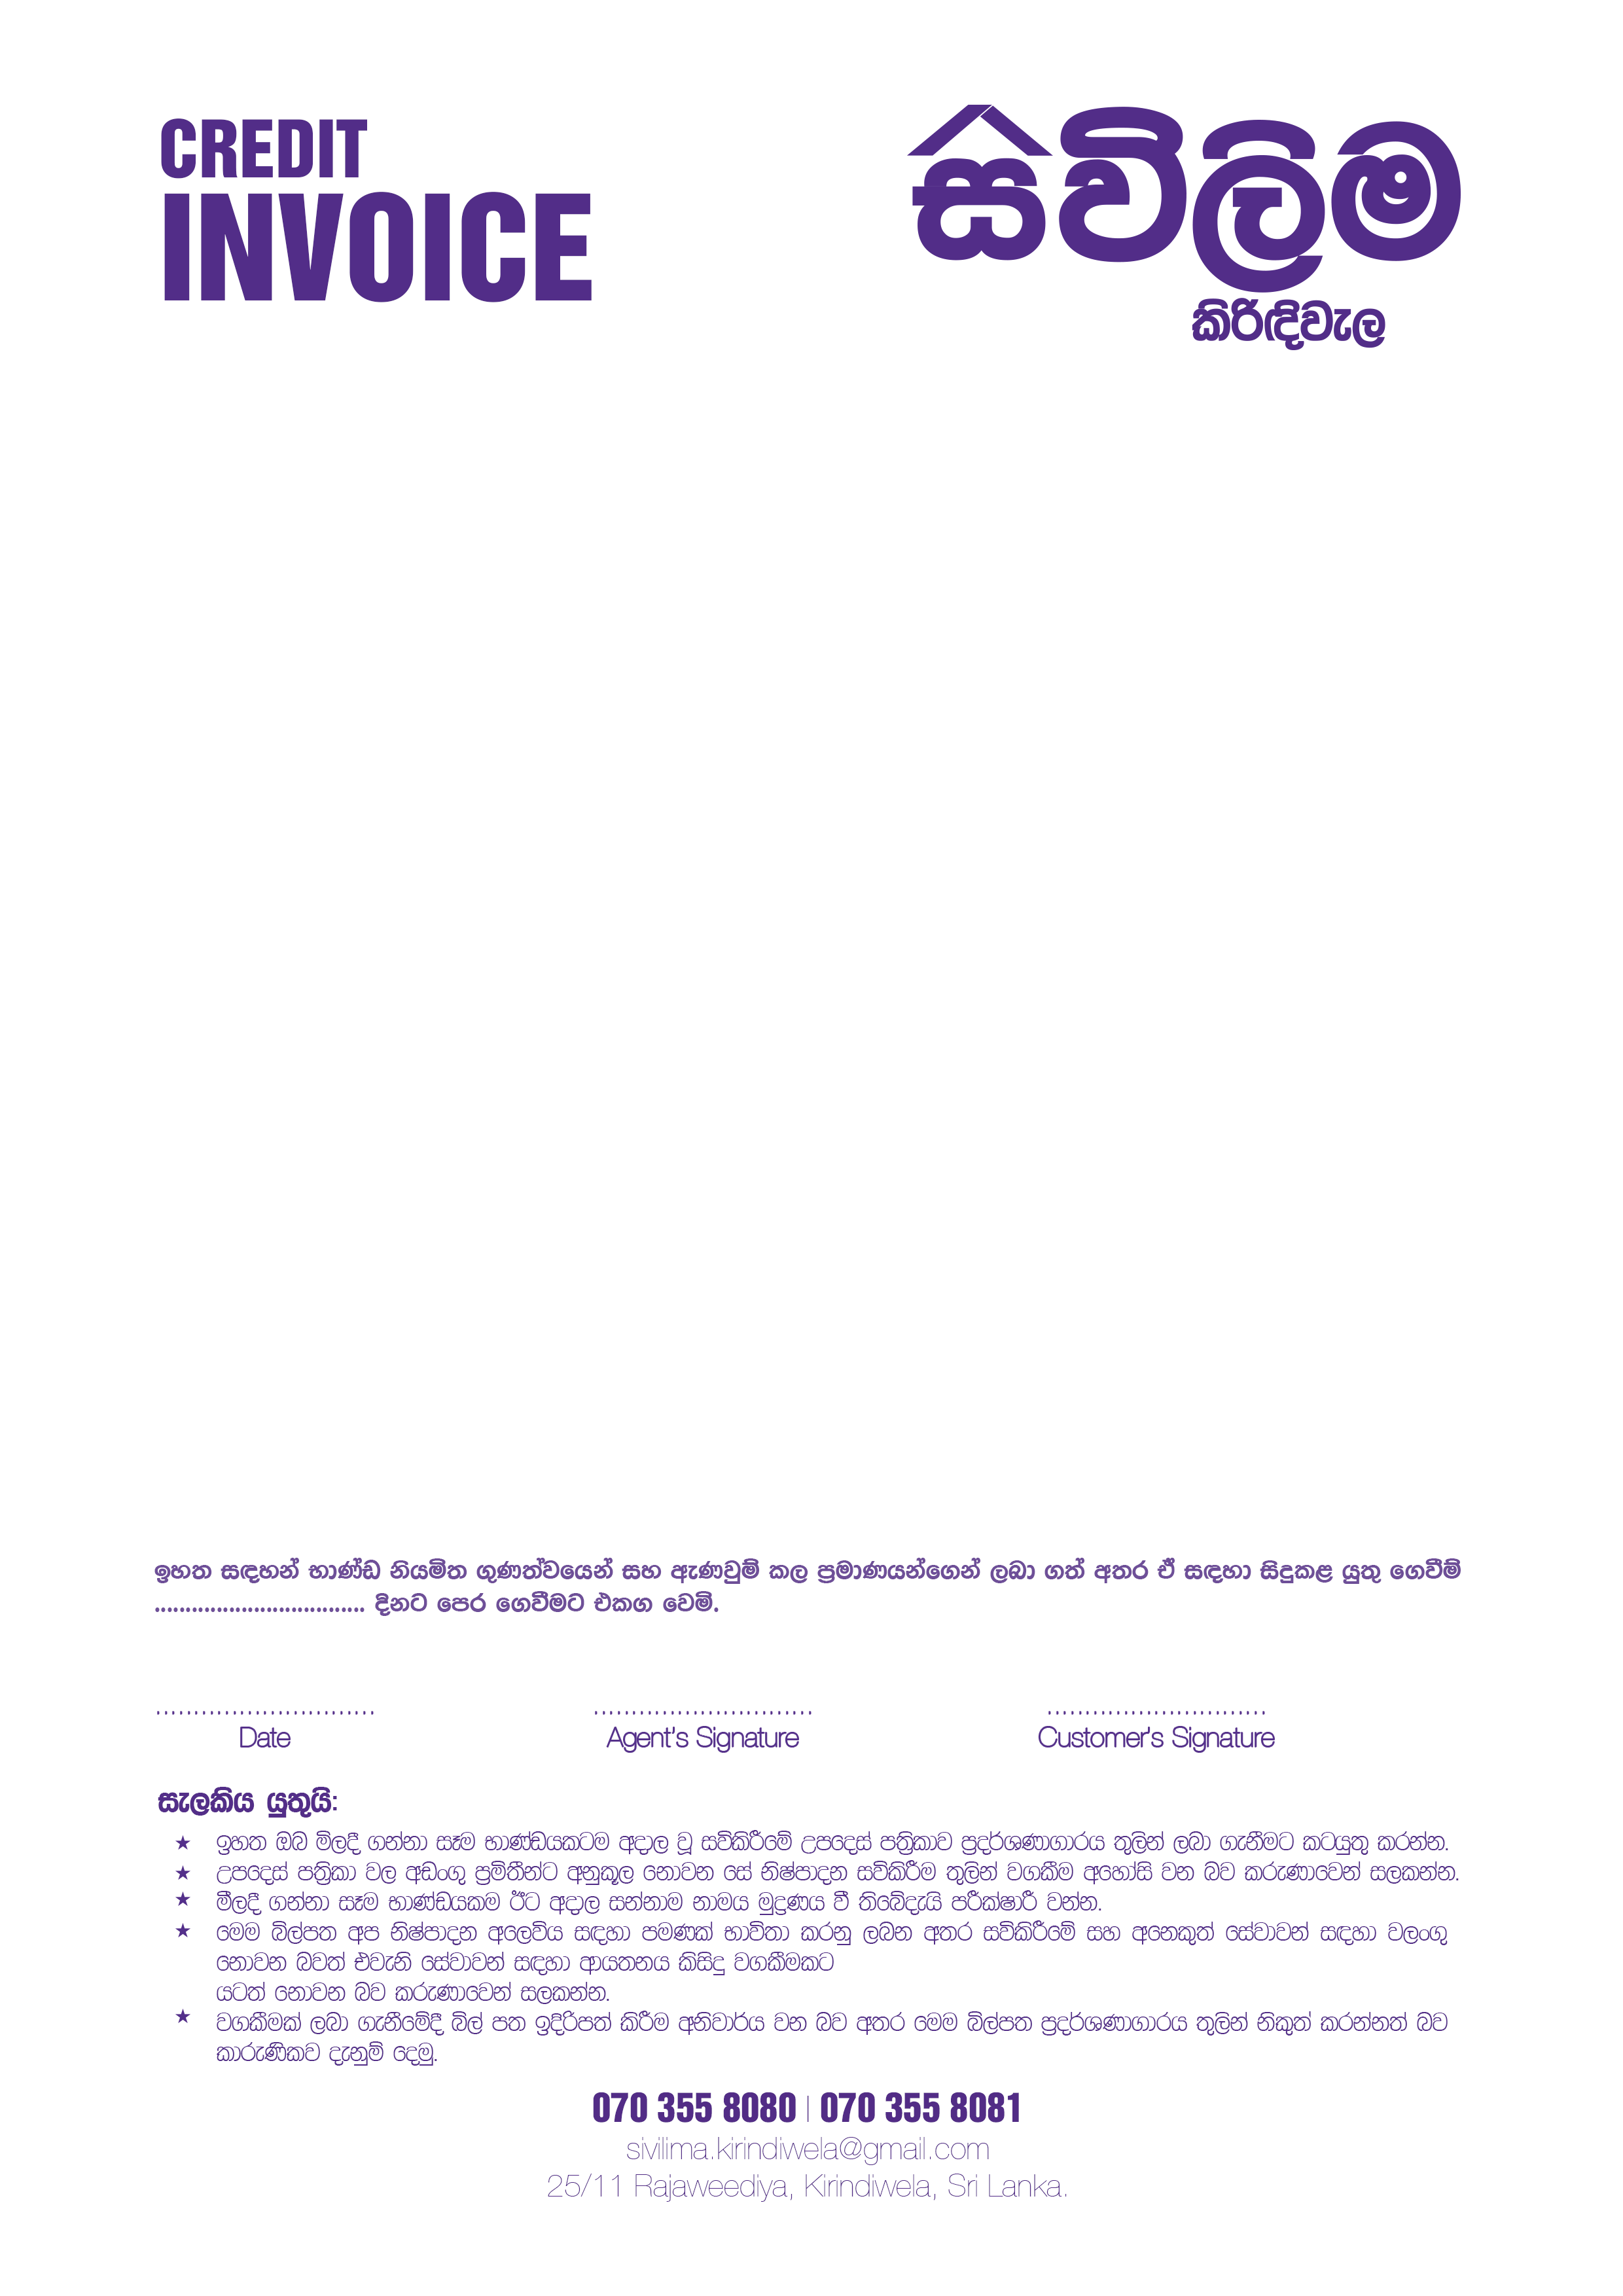 CREDIT
INVOICE
සිවිලිම
කිරිඳිවැල
ඉහත සඳහන් භාණ්ඩ නියමිත ගුණත්වයෙන් සහ ඇණවුම් කල ප්‍රමාණයන්ගෙන් ලබා ගත් අතර ඒ සඳහා සිදුකළ යුතු ගෙවීම්
.................................. දිනට පෙර ගෙවීමට එකඟ වෙමි.
Date
Agent's Signature
Customer's Signature
සැලකිය යුතුයි:
★ ඉහත ඔබ මිලදී ගන්නා සෑම භාණ්ඩයකටම අදාල වූ සවිකිරීමේ උපදෙස් පත්‍රිකාව ප්‍රදර්ශණාගාරය තුලින් ලබා ගැනීමට කටයුතු කරන්න.
★ උපදෙස් පත්‍රිකා වල අඩංගු ප්‍රමිතීන්ට අනුකූල නොවන සේ නිෂ්පාදන සවිකිරීම තුලින් වගකීම අහෝසි වන බව කරුණාවෙන් සලකන්න.
★ මීලදී ගන්නා සෑම භාණ්ඩයකම ඊට අදාල සන්නාම නාමය මුද්‍රණය වී තිබේදැයි පරීක්ෂාරී වන්න.
★ මෙම බිල්පත අප නිෂ්පාදන අලෙවිය සඳහා පමණක් භාවිතා කරනු ලබන අතර සවිකිරීමේ සහ අනෙකුත් සේවාවන් සඳහා වලංගු
නොවන බවත් එවැනි සේවාවන් සඳහා ආයතනය කිසිදු වගකීමකට
යටත් නොවන බව කරුණාවෙන් සලකන්න.
★ වගකීමක් ලබා ගැනීමේදී බිල් පත ඉදිරිපත් කිරීම අනිවාර්ය වන බව අතර මෙම බිල්පත ප්‍රදර්ශණාගාරය තුලින් නිකුත් කරන්නත් බව
කාරුණිකව දැනුම් දෙමු.
070 355 8080 | 070 355 8081
sivilima.kirindiwela@gmail.com
25/11 Rajaweediya, Kirindiwela, Sri Lanka.